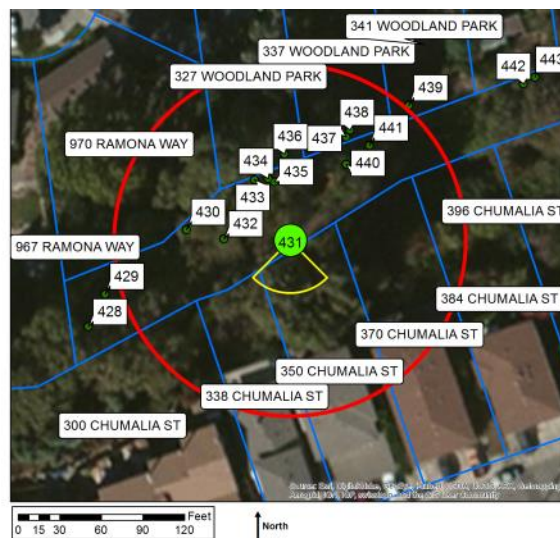 341 WOODLAND PARK
337 WOODLAND PARK
327 WOODLAND PARK
442
443
439
438
970 RAMONA WAY
436
437
441
434
435
440
433
430
432
396 CHUMALIA ST
431
967 RAMONA WAY
429
384 CHUMALIA ST
428
370 CHUMALIA ST
350 CHUMALIA ST
338 CHUMALIA ST
300 CHUMALIA ST
Feet
0 15 30 60 90 120
North